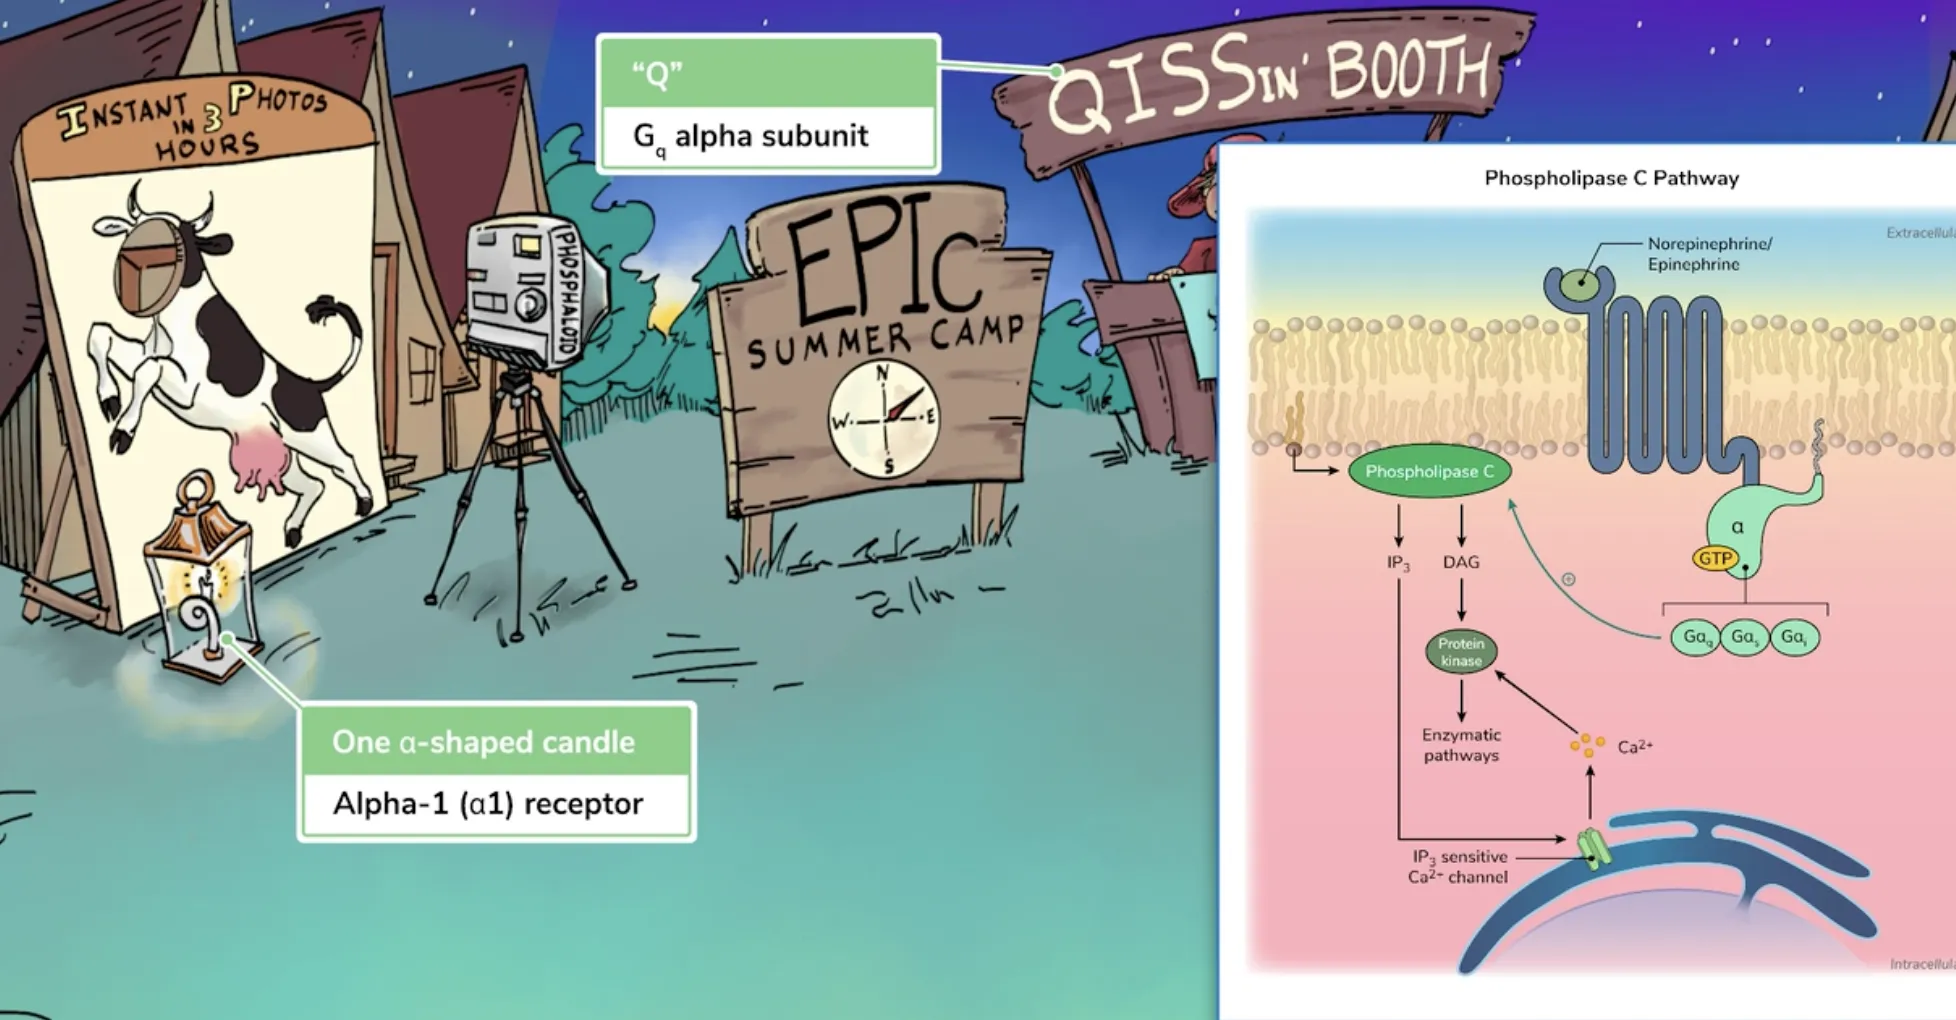 INSTANT
IN 3 PHOTOS
HOURS
PHOSPHALOID
"Q"
Gq alpha subunit
QISSIN' BOOTH
EPIC
SUMMER CAMP
N
W
E
S
One α-shaped candle
Alpha-1 (α1) receptor
Phospholipase C Pathway
Norepinephrine/
Epinephrine
Phospholipase C
α
GTP
IP3
DAG
Gαq
Gαs
Gαi
Protein
kinase
Enzymatic
pathways
Ca2+
IP3 sensitive
Ca2+ channel